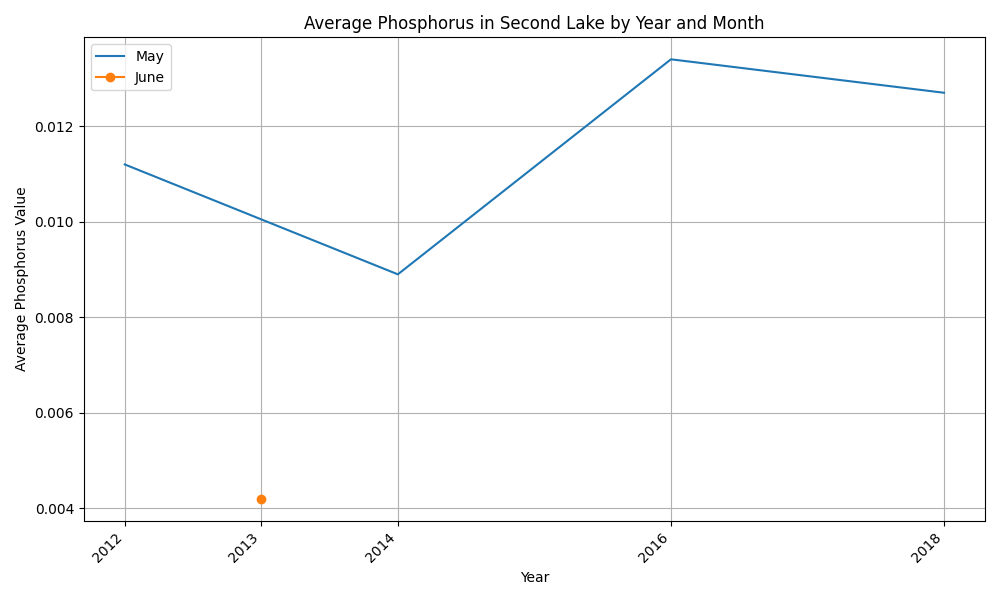 Average Phosphorus in Second Lake by Year and Month
May
June
Average Phosphorus Value
0.012
0.010
0.008
0.006
0.004
2012
2013
2014
2016
2018
Year